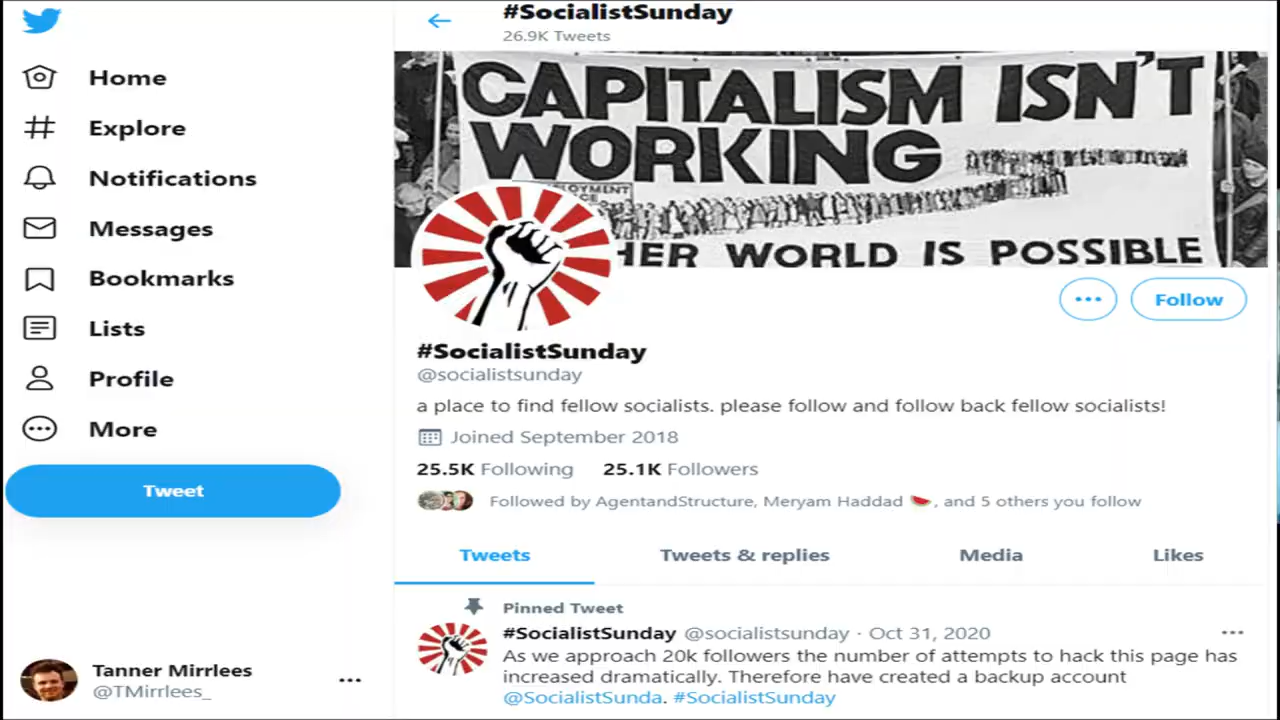 #SocialistSunday
26.9K Tweets
CAPITALISM ISN'T
WORKING
HER WORLD IS POSSIBLE
Home
Explore
Notifications
Messages
Bookmarks
Lists
Profile
More
Tweet
Tanner Mirrlees
@TMirrlees_
Follow
#SocialistSunday
@socialistsunday
a place to find fellow socialists. please follow and follow back fellow socialists!
Joined September 2018
25.5K Following 25.1K Followers
Followed by AgentandStructure, Meryam Haddad 🍉, and 5 others you follow
Tweets Tweets & replies Media Likes
Pinned Tweet
#SocialistSunday @socialistsunday · Oct 31, 2020
As we approach 20k followers the number of attempts to hack this page has
increased dramatically. Therefore have created a backup account
@SocialistSunda. #SocialistSunday